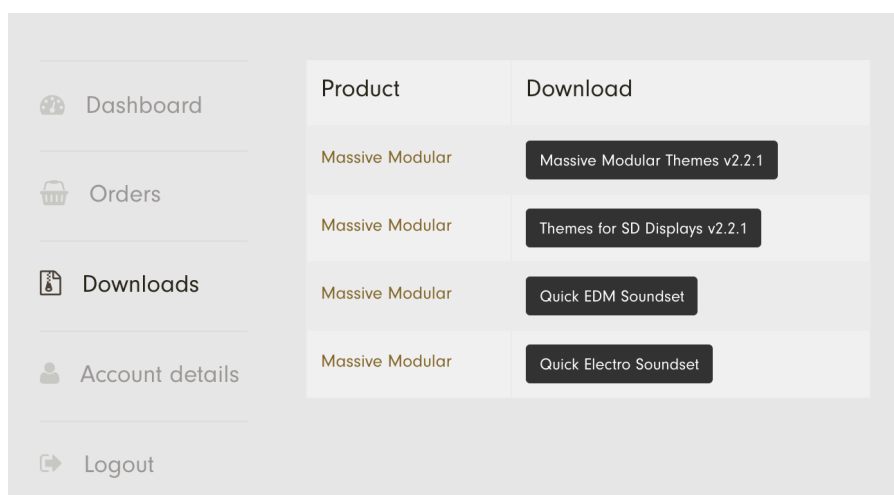 Dashboard
Orders
Downloads
Account details
Logout
Product Download
Massive Modular Massive Modular Themes v2.2.1
Massive Modular Themes for SD Displays v2.2.1
Massive Modular Quick EDM Soundset
Massive Modular Quick Electro Soundset